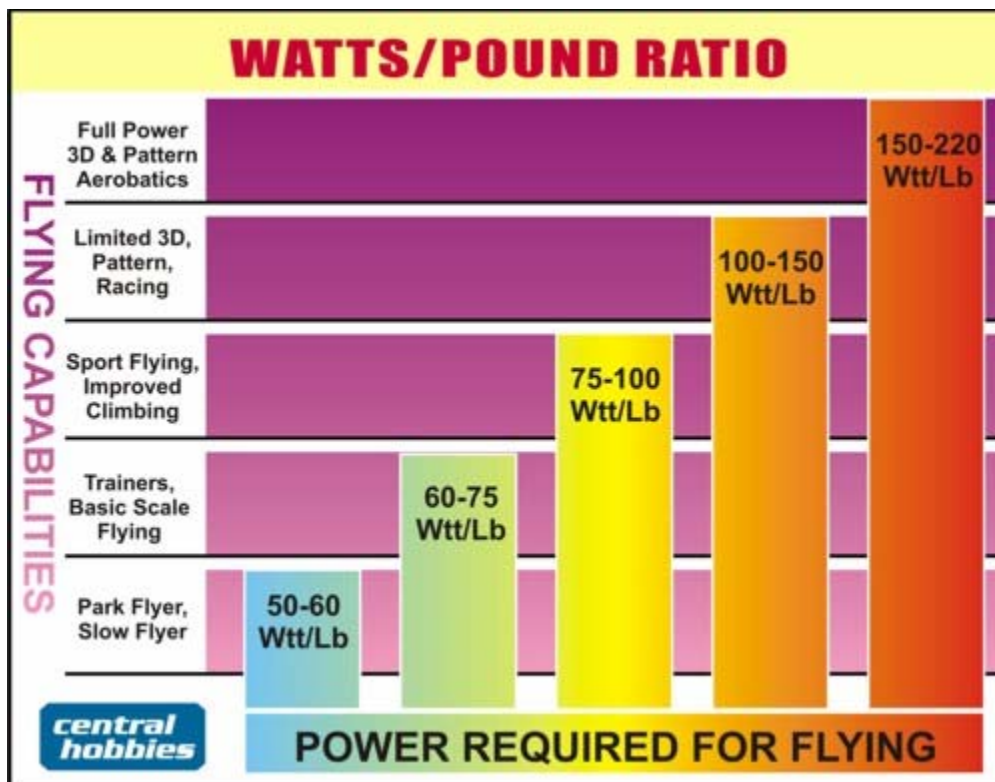 WATTS/POUND RATIO
FLYING CAPABILITIES
Full Power
3D & Pattern
Aerobatics
150-220
Wtt/Lb
Limited 3D,
Pattern,
Racing
100-150
Wtt/Lb
Sport Flying,
Improved
Climbing
75-100
Wtt/Lb
Trainers,
Basic Scale
Flying
60-75
Wtt/Lb
Park Flyer,
Slow Flyer
50-60
Wtt/Lb
central
hobbies
POWER REQUIRED FOR FLYING